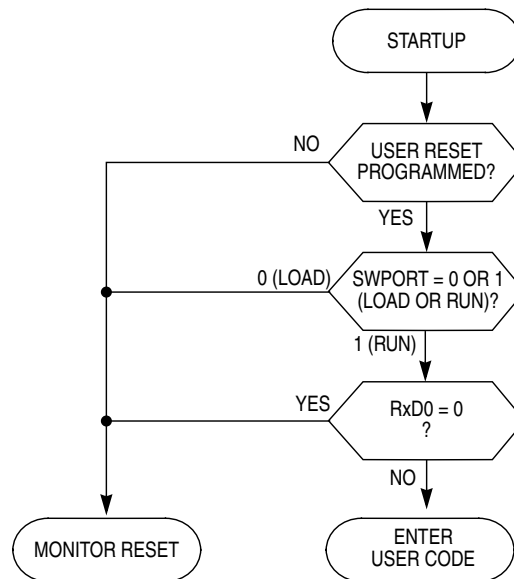 STARTUP
NO
USER RESET
PROGRAMMED?
YES
0 (LOAD)
SWPORT = 0 OR 1
(LOAD OR RUN)?
1 (RUN)
YES
RxD0 = 0
?
NO
MONITOR RESET
ENTER
USER CODE